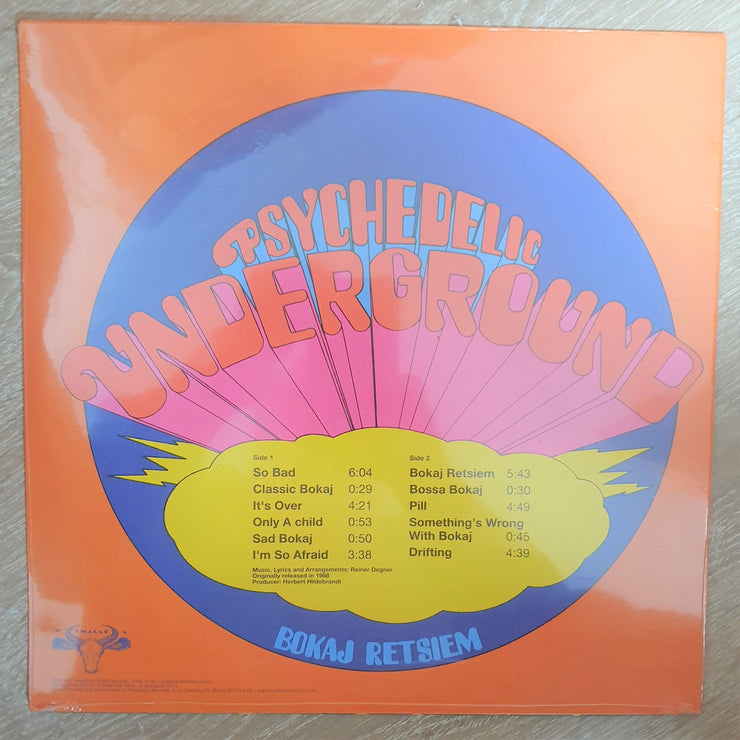 PSYCHEDELIC
UNDERGROUND
Side 1
So Bad 6:04
Classic Bokaj 0:29
It's Over 4:21
Only A child 0:53
Sad Bokaj 0:50
I'm So Afraid 3:38
Music, Lyrics and Arrangements: Reiner Degner
Originally released in 1968
Producer: Herbert Hildebrandt
Side 2
Bokaj Retsiem 5:43
Bossa Bokaj 0:30
Pill 4:49
Something's Wrong
With Bokaj 0:45
Drifting 4:39
BOKAJ RETSIEM